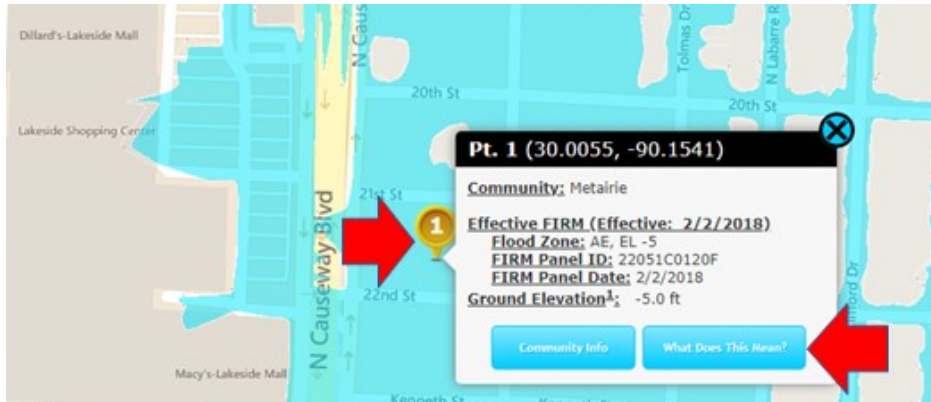 Dillard's-Lakeside Mall
N Caus
Tolmas Dr
N Labarre R
20th St
20th St
Lakeside Shopping Center
Pt. 1 (30.0055, -90.1541)
Community: Metairie
21st St
1
N Causeway Blvd
Effective FIRM (Effective: 2/2/2018)
Flood Zone: AE, EL -5
FIRM Panel ID: 22051C0120F
FIRM Panel Date: 2/2/2018
22nd St
Ground Elevation1: -5.0 ft
Community Info
What Does This Mean?
Macy's-Lakeside Mall